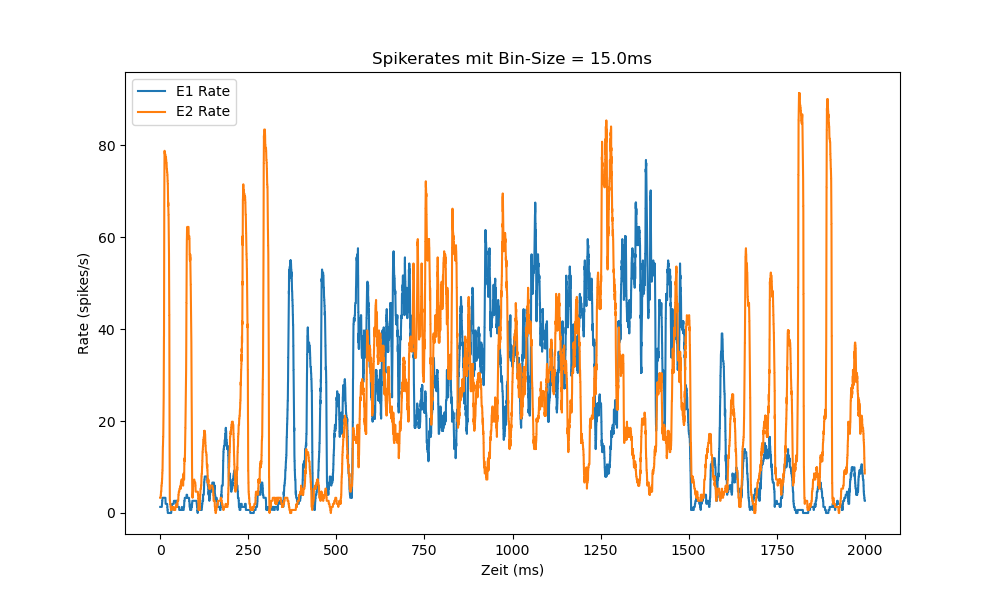 Spikerates mit Bin-Size = 15.0ms
E1 Rate
E2 Rate
Rate (spikes/s)
80
60
40
20
0
0 250 500 750 1000 1250 1500 1750 2000
Zeit (ms)